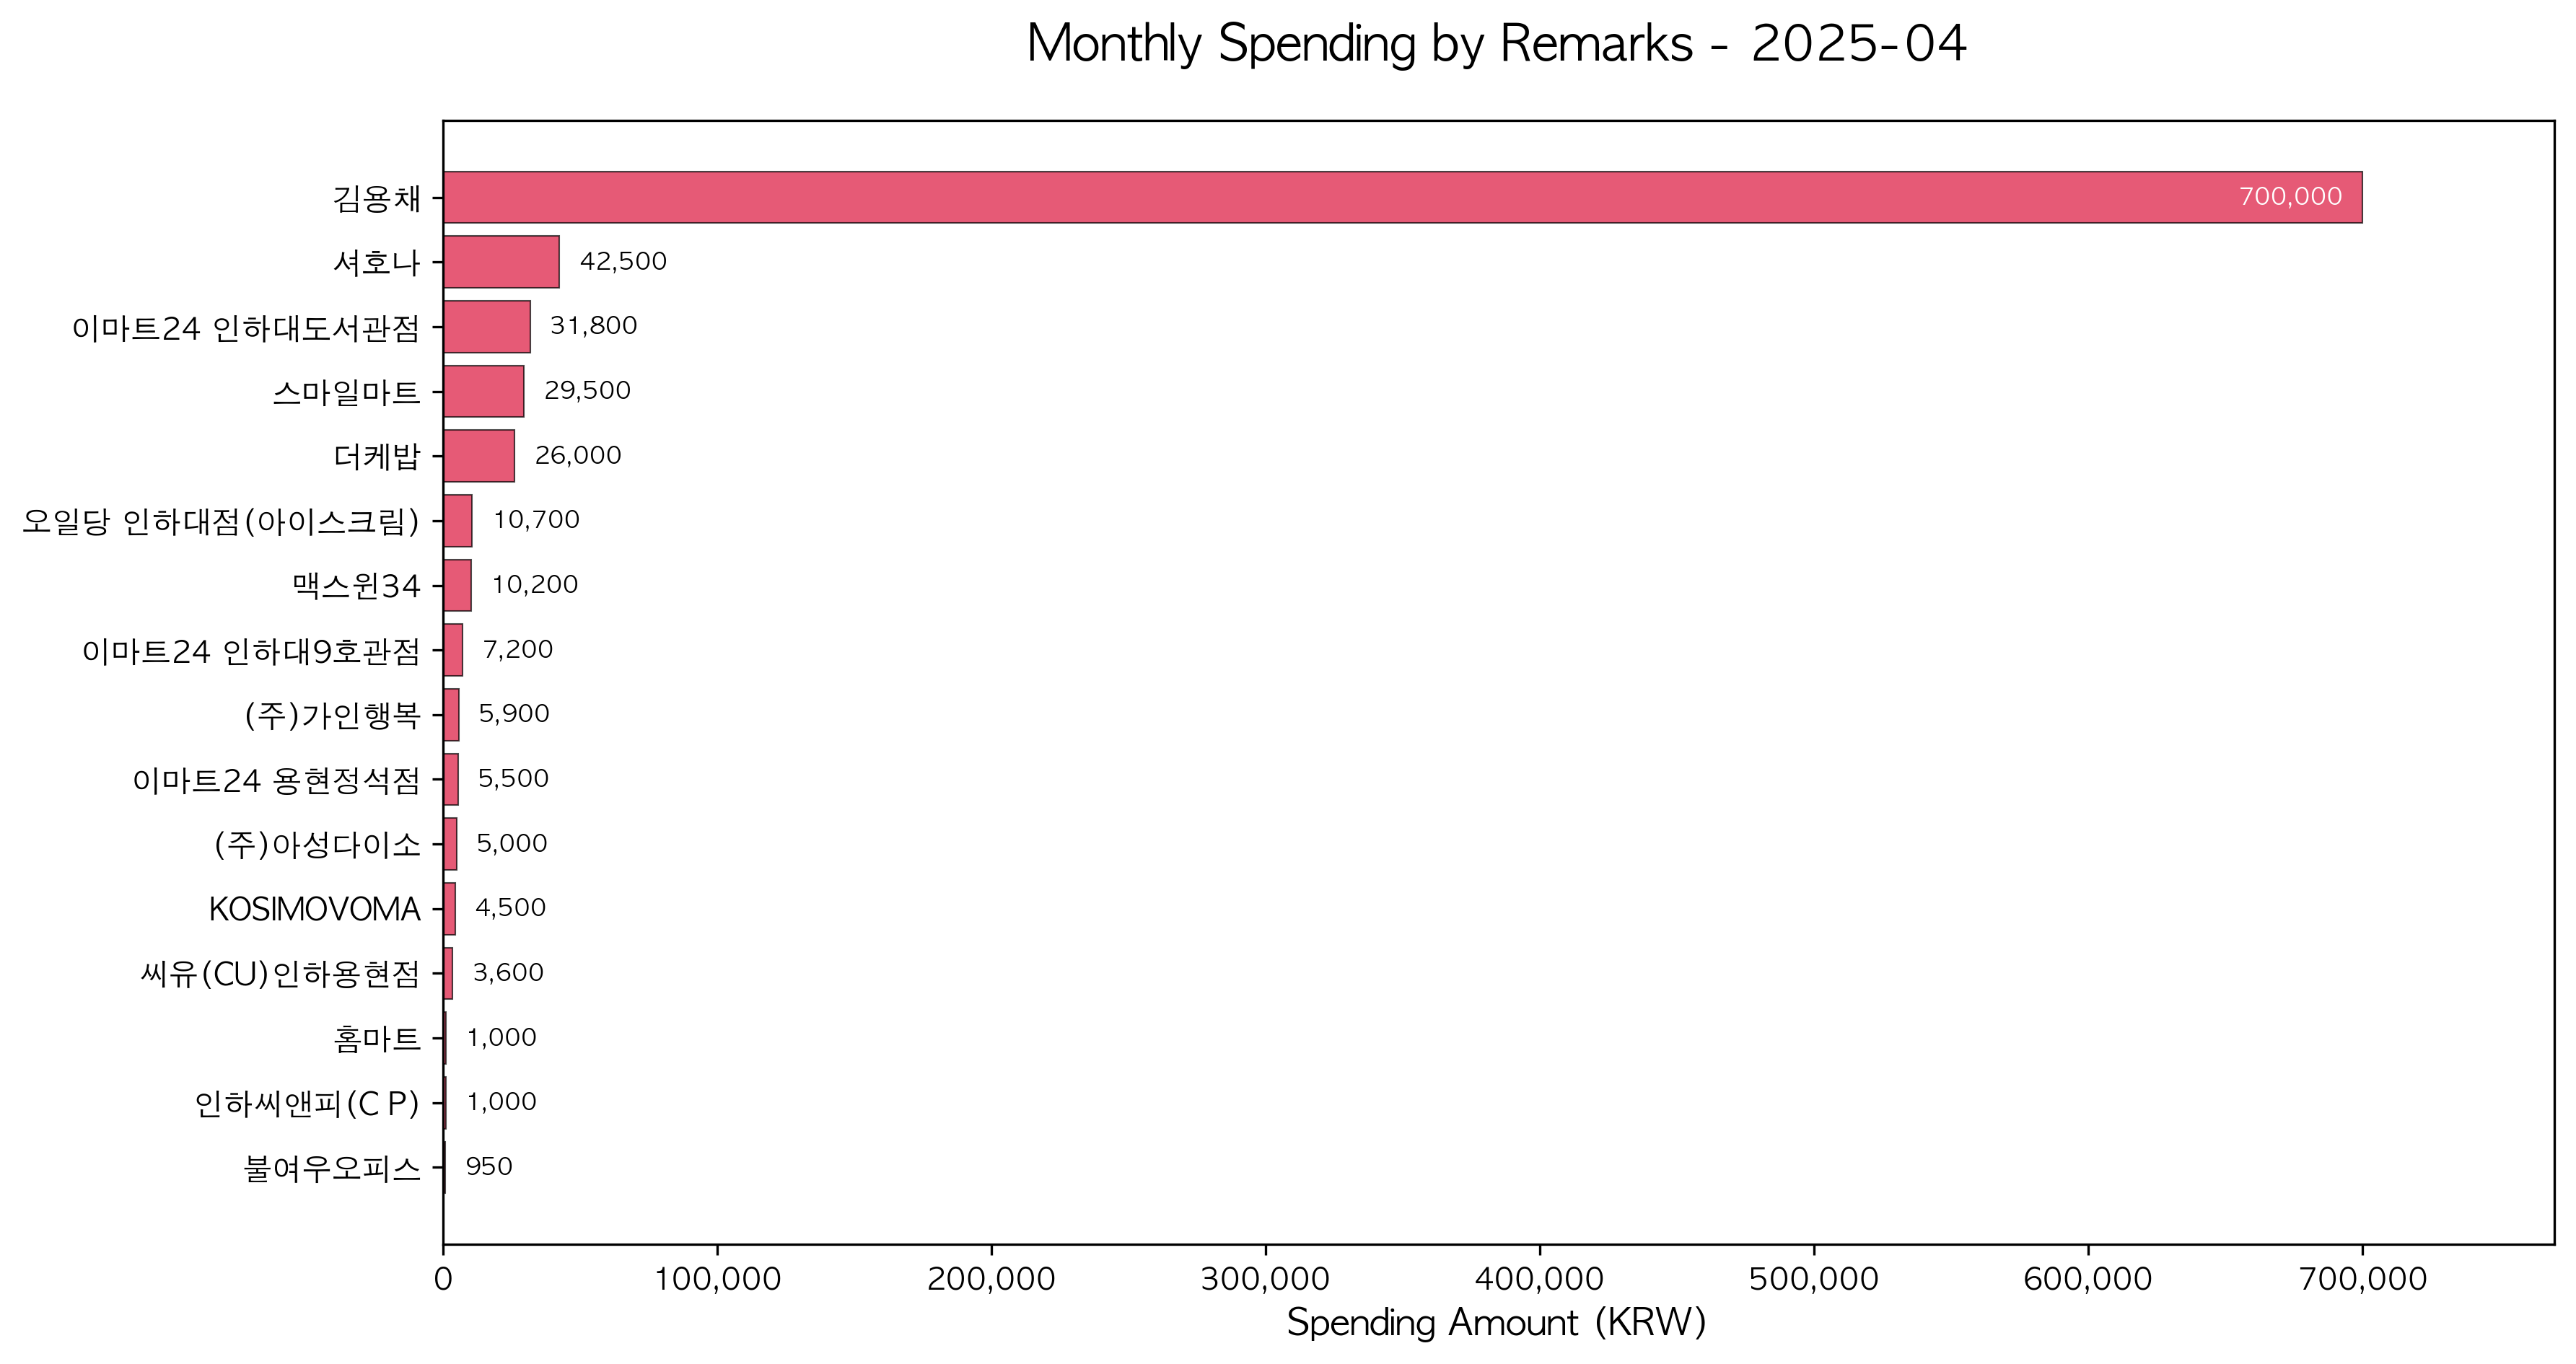 Monthly Spending by Remarks - 2025-04
김용채 700,000
셔호나 42,500
이마트24 인하대도서관점 31,800
스마일마트 29,500
더케밥 26,000
오일당 인하대점(아이스크림) 10,700
맥스윈34 10,200
이마트24 인하대9호관점 7,200
(주)가인행복 5,900
이마트24 용현정석점 5,500
(주)아성다이소 5,000
KOSIMOVOMA 4,500
씨유(CU)인하용현점 3,600
홈마트 1,000
인하씨앤피(C P) 1,000
불여우오피스 950
0 100,000 200,000 300,000 400,000 500,000 600,000 700,000
Spending Amount (KRW)